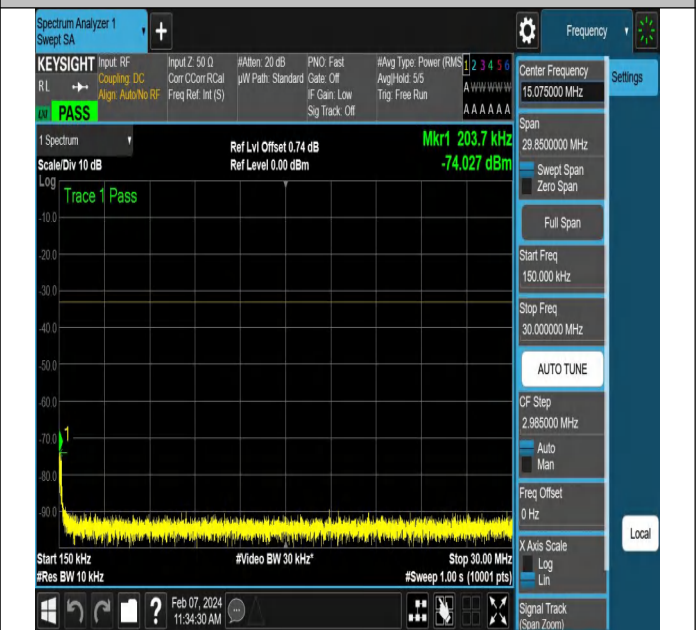 Spectrum Analyzer 1
Swept SA
+
Frequency
KEYSIGHT
RL
PASS
Input: RF
Coupling: DC
Align: Auto/No RF
Input Z: 50 Ω
Corr CCorr RCal
Freq Ref: Int (S)
#Atten: 20 dB
µW Path: Standard
PNO: Fast
Gate: Off
IF Gain: Low
Sig Track: Off
#Avg Type: Power (RMS
Avg|Hold: 5/5
Trig: Free Run
1 2 3 4 5 6
A W W W W W
A A A A A A
Center Frequency
15.075000 MHz
Settings
1 Spectrum
Ref Lvl Offset 0.74 dB
Mkr1 203.7 kHz
Scale/Div 10 dB
Ref Level 0.00 dBm
-74.027 dBm
Log
Trace 1 Pass
-10.0
-20.0
-30.0
-40.0
-50.0
-60.0
-70.0
-80.0
-90.0
1
Start 150 kHz
#Video BW 30 kHz*
Stop 30.00 MHz
#Res BW 10 kHz
#Sweep 1.00 s (10001 pts)
Span
29.8500000 MHz
Swept Span
Zero Span
Full Span
Start Freq
150.000 kHz
Stop Freq
30.000000 MHz
AUTO TUNE
CF Step
2.985000 MHz
Auto
Man
Freq Offset
0 Hz
X Axis Scale
Log
Lin
Local
Signal Track
(Span Zoom)
?
Feb 07, 2024
11:34:30 AM